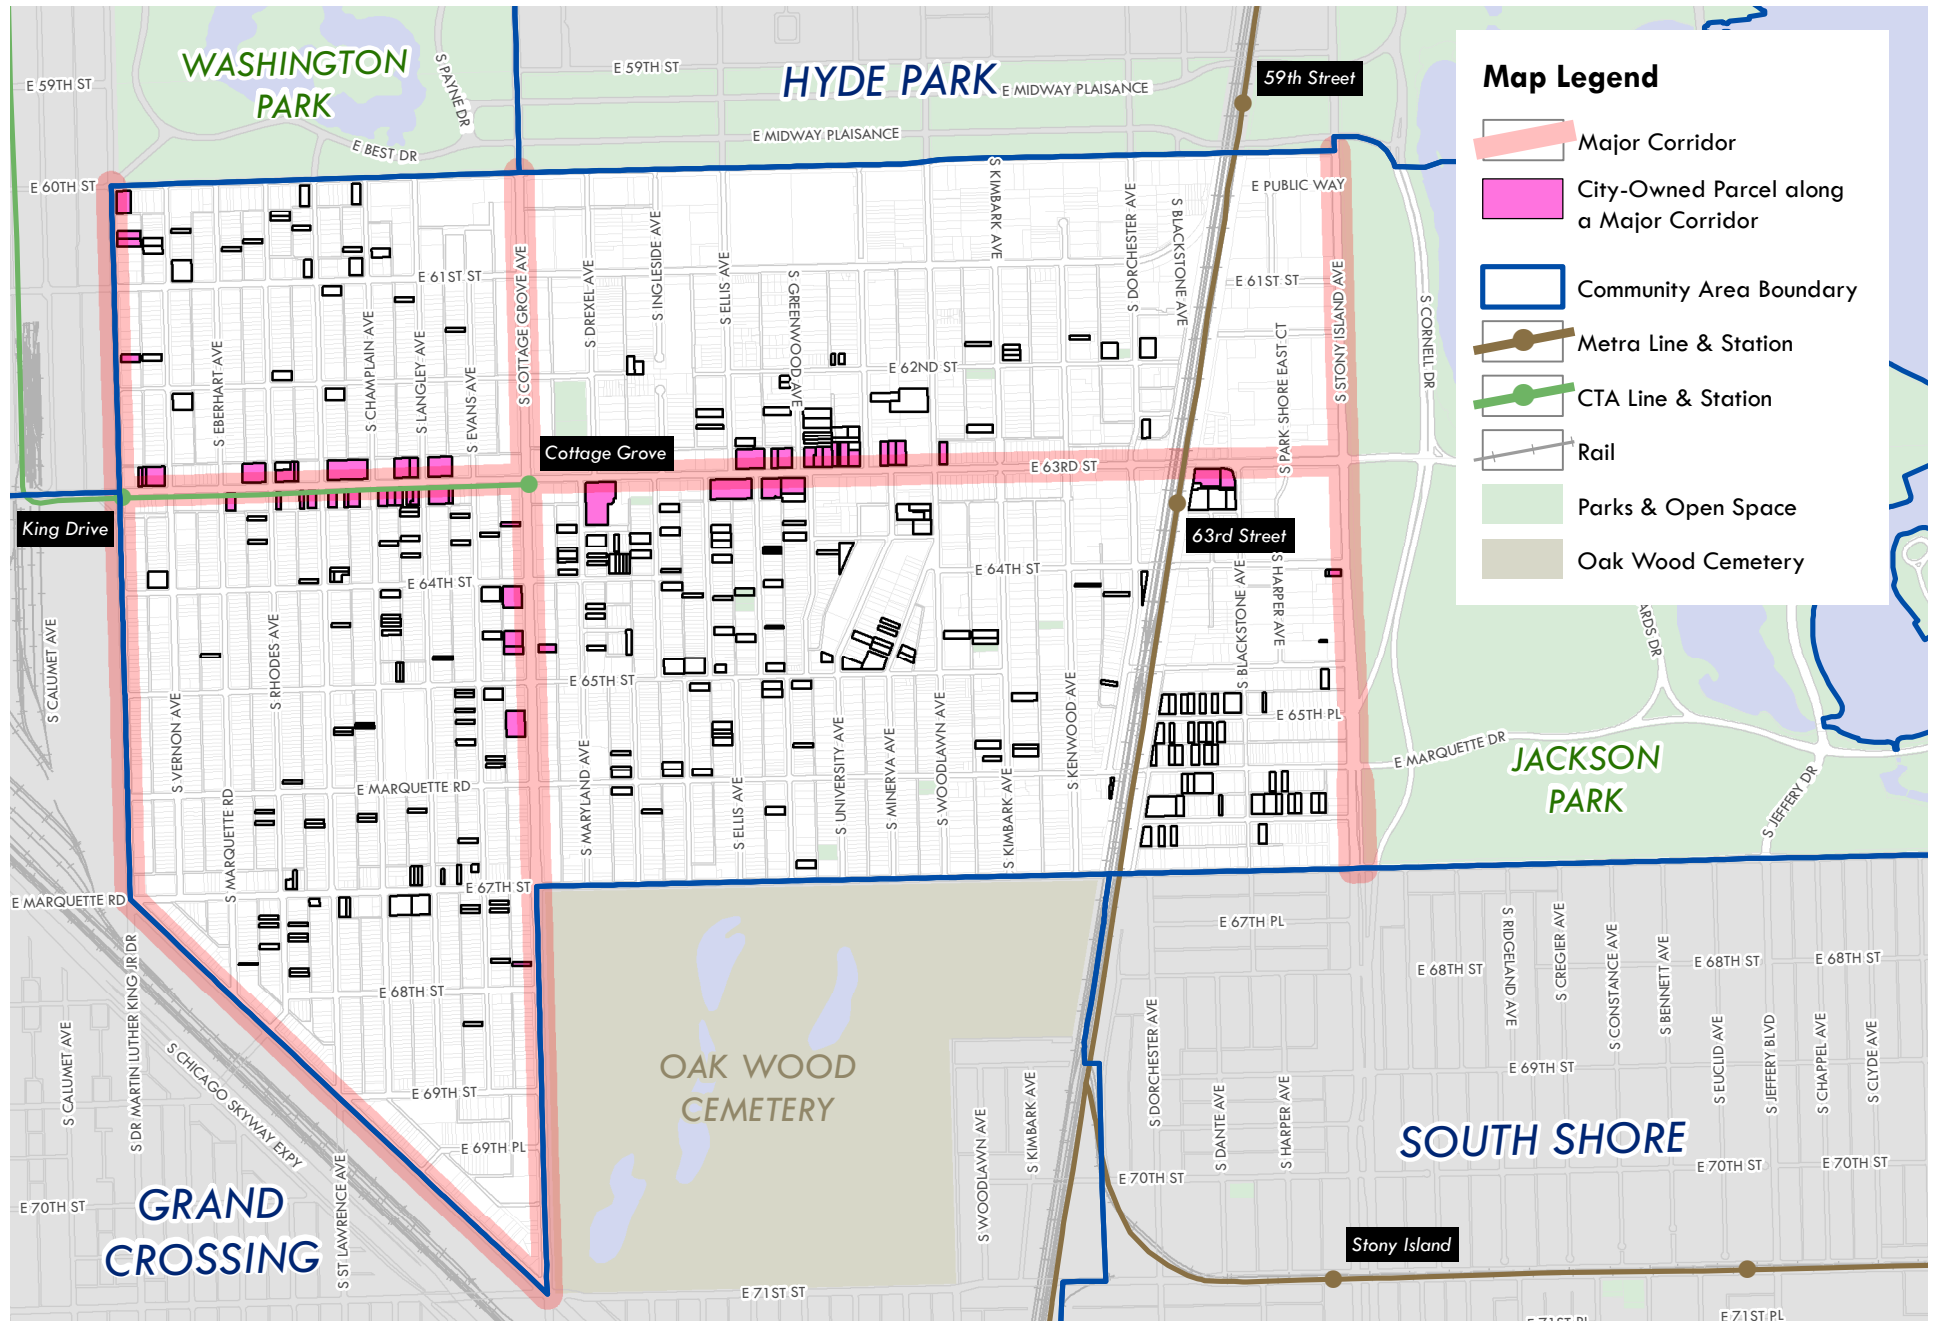 WASHINGTON
PARK
HYDE PARK
E 59TH ST
S PAYNE DR
E 59TH ST
E MIDWAY PLAISANCE
E MIDWAY PLAISANCE
E BEST DR
59th Street
E 60TH ST
E PUBLIC WAY
Map Legend
Major Corridor
City-Owned Parcel along
a Major Corridor
Community Area Boundary
Metra Line & Station
CTA Line & Station
Rail
Parks & Open Space
Oak Wood Cemetery
S KIMBARK AVE
S DORCHESTER AVE
S BLACKSTONE AVE
S COTTAGE GROVE AVE
S DREXEL AVE
S INGLESIDE AVE
S ELLIS AVE
S GREENWOOD AVE
E 61ST ST
E 61ST ST
S STONY ISLAND AVE
S CORNELL DR
S EBERHART AVE
S CHAMPLAIN AVE
S LANGLEY AVE
S EVANS AVE
S PARK SHORE EAST CT
E 62ND ST
Cottage Grove
E 63RD ST
King Drive
63rd Street
E 64TH ST
E 64TH ST
S CALUMET AVE
S RHODES AVE
S BLACKSTONE AVE
S HARPER AVE
ARDS DR
E 65TH ST
S VERNON AVE
S MARYLAND AVE
S ELLIS AVE
S UNIVERSITY AVE
S MINERVA AVE
S WOODLAWN AVE
S KIMBARK AVE
S KENWOOD AVE
E 65TH PL
E MARQUETTE DR
JACKSON
PARK
S JEFFERY DR
S MARQUETTE RD
E MARQUETTE RD
E 67TH ST
E MARQUETTE RD
E 67TH PL
S DR MARTIN LUTHER KING JR DR
E 68TH ST
E 68TH ST
E 68TH ST
E 68TH ST
S RIDGELAND AVE
S CREGIER AVE
S CONSTANCE AVE
S BENNETT AVE
S CALUMET AVE
S CHICAGO SKYWAY EXPY
S ST. LAWRENCE AVE
OAK WOOD
CEMETERY
E 69TH ST
E 69TH PL
E 69TH ST
S DORCHESTER AVE
S DANTE AVE
S HARPER AVE
S WOODLAWN AVE
S KIMBARK AVE
S EUCLID AVE
S JEFFERY BLVD
S CHAPPEL AVE
S CLYDE AVE
SOUTH SHORE
E 70TH ST
E 70TH ST
E 70TH ST
E 70TH ST
GRAND
CROSSING
Stony Island
E 71ST ST
E 71ST PL
E 71ST PL